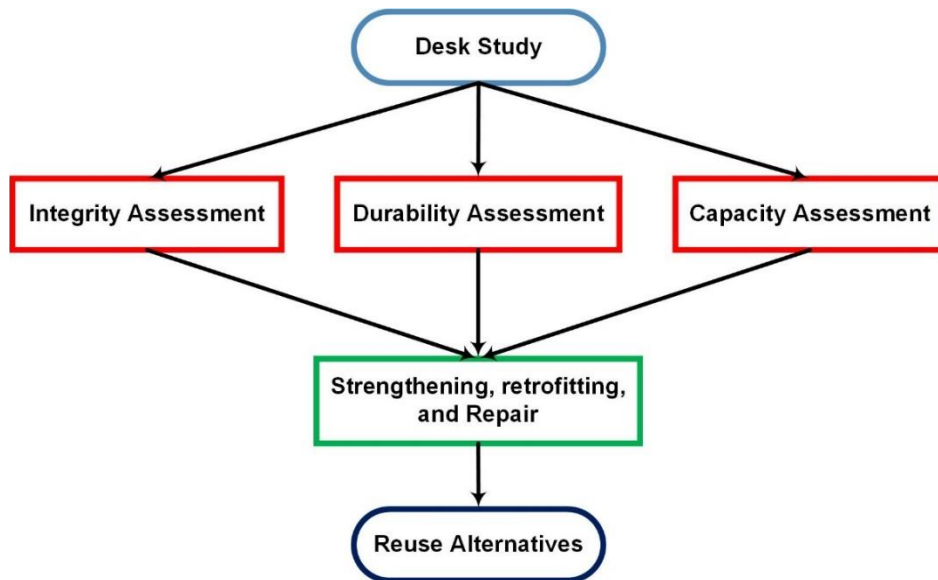 Desk Study
Integrity Assessment
Durability Assessment
Capacity Assessment
Strengthening, retrofitting,
and Repair
Reuse Alternatives